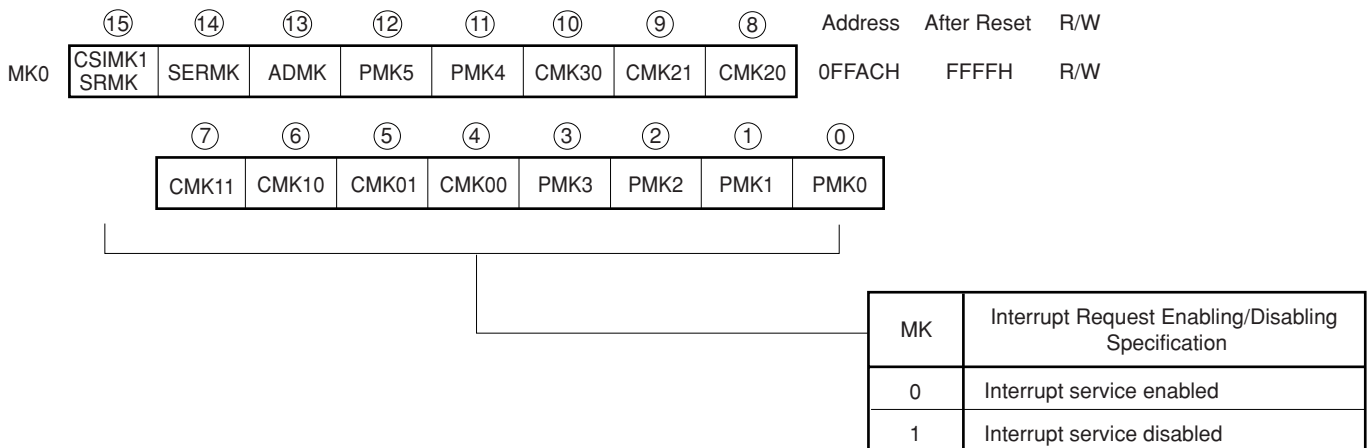 ⑮ ⑭ ⑬ ⑫ ⑪ ⑩ ⑨ ⑧ Address After Reset R/W
MK0 CSIMK1 SRMK SERMK ADMK PMK5 PMK4 CMK30 CMK21 CMK20 0FFACH FFFFH R/W
⑦ ⑥ ⑤ ④ ③ ② ① ⓪
CMK11 CMK10 CMK01 CMK00 PMK3 PMK2 PMK1 PMK0
MK Interrupt Request Enabling/Disabling
Specification
0 Interrupt service enabled
1 Interrupt service disabled